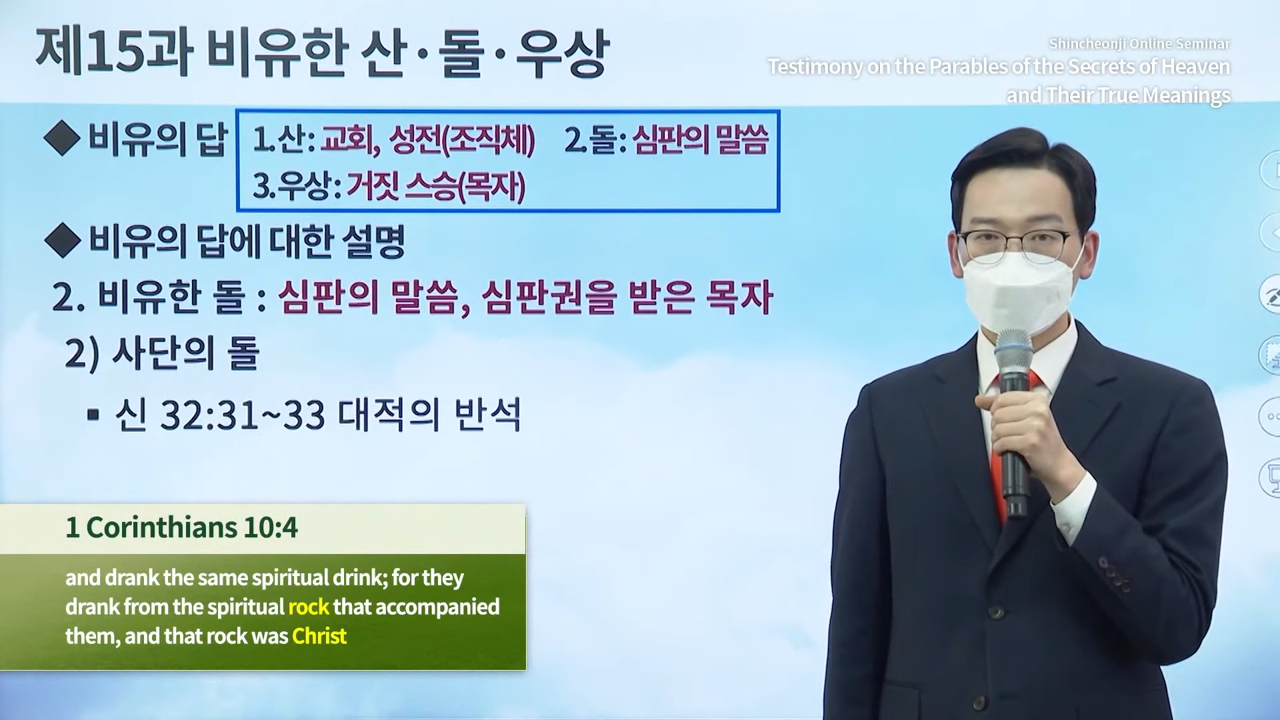 제15과 비유한 산·돌·우상
Shincheonji Online Seminar
Testimony on the Parables of the Secrets of Heaven
and Their True Meanings
◆ 비유의 답
1.산: 교회, 성전(조직체) 2.돌: 심판의 말씀
3.우상: 거짓 스승(목자)
◆ 비유의 답에 대한 설명
2. 비유한 돌 : 심판의 말씀, 심판권을 받은 목자
2) 사단의 돌
▪ 신 32:31~33 대적의 반석
1 Corinthians 10:4
and drank the same spiritual drink; for they
drank from the spiritual rock that accompanied
them, and that rock was Christ